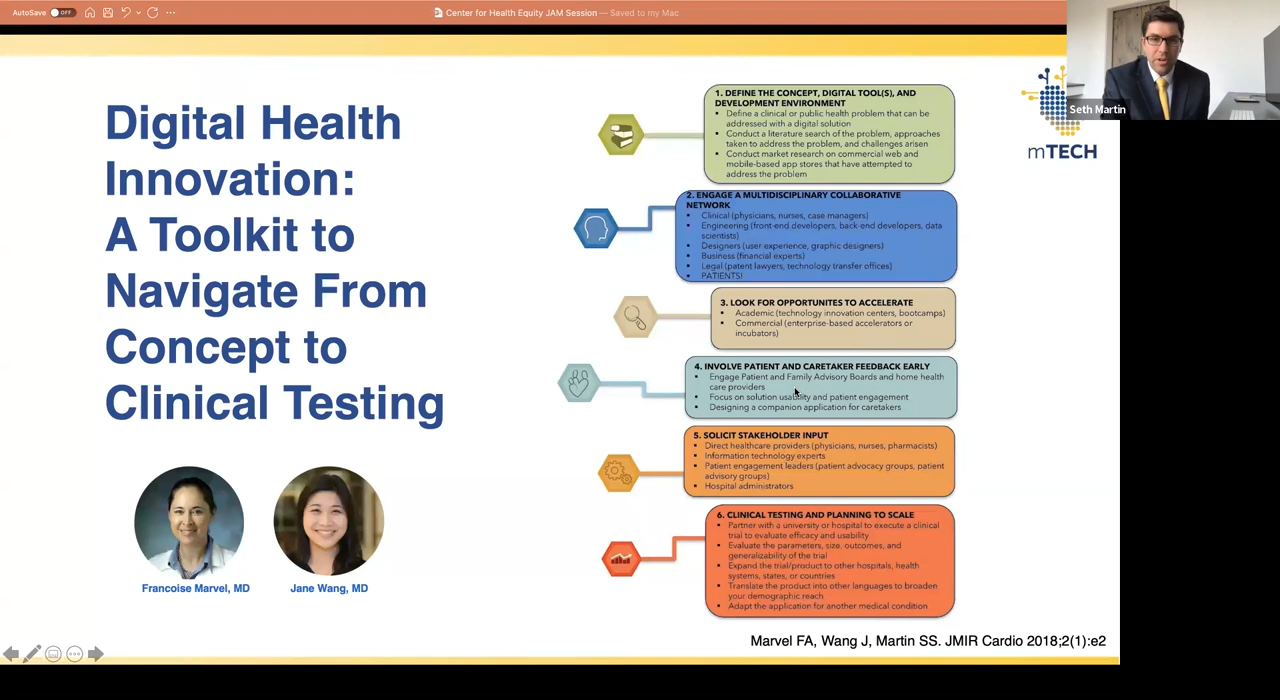 AutoSave OFF
Center for Health Equity JAM Session — Saved to my Mac
Seth Martin
mTECH
Digital Health
Innovation:
A Toolkit to
Navigate From
Concept to
Clinical Testing
Francoise Marvel, MD
Jane Wang, MD
1. DEFINE THE CONCEPT, DIGITAL TOOL(S), AND
DEVELOPMENT ENVIRONMENT
• Define a clinical or public health problem that can be
addressed with a digital solution
• Conduct a literature search of the problem, approaches
taken to address the problem, and challenges arisen
• Conduct market research on commercial web and
mobile-based app stores that have attempted to
address the problem
2. ENGAGE A MULTIDISCIPLINARY COLLABORATIVE
NETWORK
• Clinical (physicians, nurses, case managers)
• Engineering (front-end developers, back-end developers, data
scientists)
• Designers (user experience, graphic designers)
• Business (financial experts)
• Legal (patent lawyers, technology transfer offices)
• PATIENTS!
3. LOOK FOR OPPORTUNITES TO ACCELERATE
• Academic (technology innovation centers, bootcamps)
• Commercial (enterprise-based accelerators or
incubators)
4. INVOLVE PATIENT AND CARETAKER FEEDBACK EARLY
• Engage Patient and Family Advisory Boards and home health
care providers
• Focus on solution usability and patient engagement
• Designing a companion application for caretakers
5. SOLICIT STAKEHOLDER INPUT
• Direct healthcare providers (physicians, nurses, pharmacists)
• Information technology experts
• Patient engagement leaders (patient advocacy groups, patient
advisory groups)
• Hospital administrators
6. CLINICAL TESTING AND PLANNING TO SCALE
• Partner with a university or hospital to execute a clinical
trial to evaluate efficacy and usability
• Evaluate the parameters, size, outcomes, and
generalizability of the trial
• Expand the trial/product to other hospitals, health
systems, states, or countries
• Translate the product into other languages to broaden
your demographic reach
• Adapt the application for another medical condition
Marvel FA, Wang J, Martin SS. JMIR Cardio 2018;2(1):e2